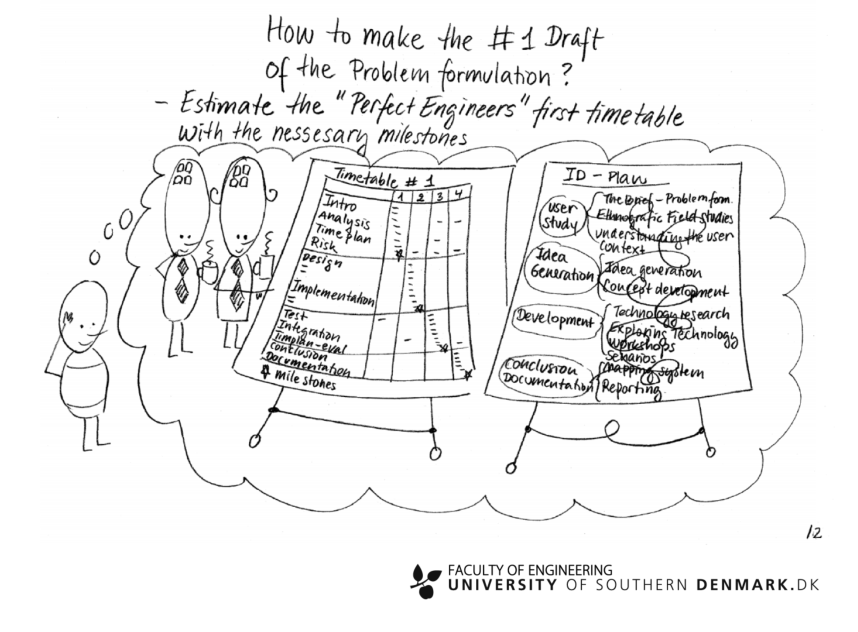 How to make the #1 Draft
of the Problem formulation?
- Estimate the "Perfect Engineers" first timetable
with the nessesary milestones
Timetable #1
1 2 3 4
Intro
Analysis
Time plan
Risk
Design
Implementation
Test
Integration
Timplan-eval
Conclusion
Documentation
mile stones
ID - Plan
User
study
The Brief - Problem form.
Ethnografic Field studies
understanding the user
context
Idea
Generation
Idea generation
Concept development
Development
Technology research
Exploring Technology
Workshops
Senarios
Conclusion
Documentation
Mapping system
Reporting
12
FACULTY OF ENGINEERING
UNIVERSITY OF SOUTHERN DENMARK.DK